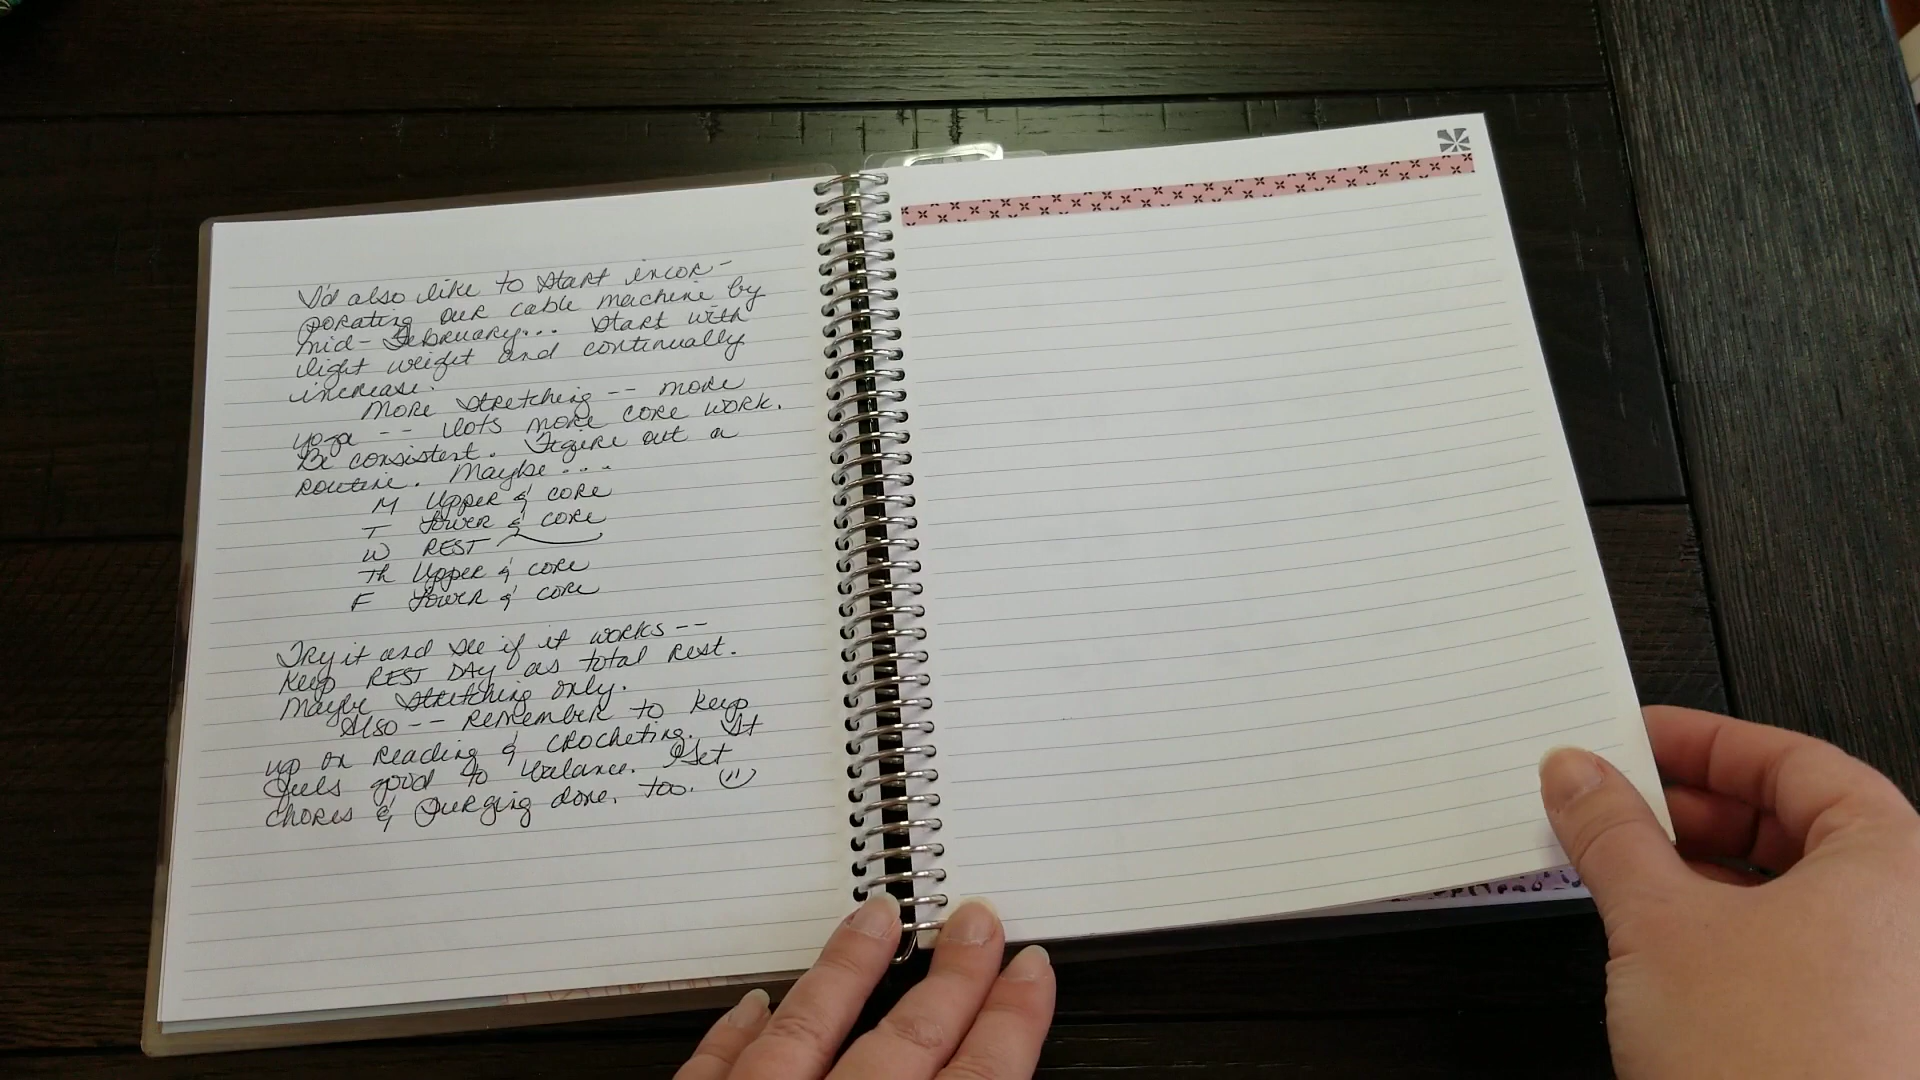 I'd also like to start incor-
porating our cable machine by
mid-February... Start with
light weight and continually
increase.
More stretching -- more
yoga -- lots more core work.
Be consistent. Figure out a
routine. Maybe...
M Upper & core
T Lower & core
W REST
Th Upper & core
F Lower & core
Try it and see if it works --
Keep REST DAY as total rest.
Maybe stretching only.
Also -- remember to keep
up on reading & crocheting. It
feels good to balance. Get
chores & purging done, too.